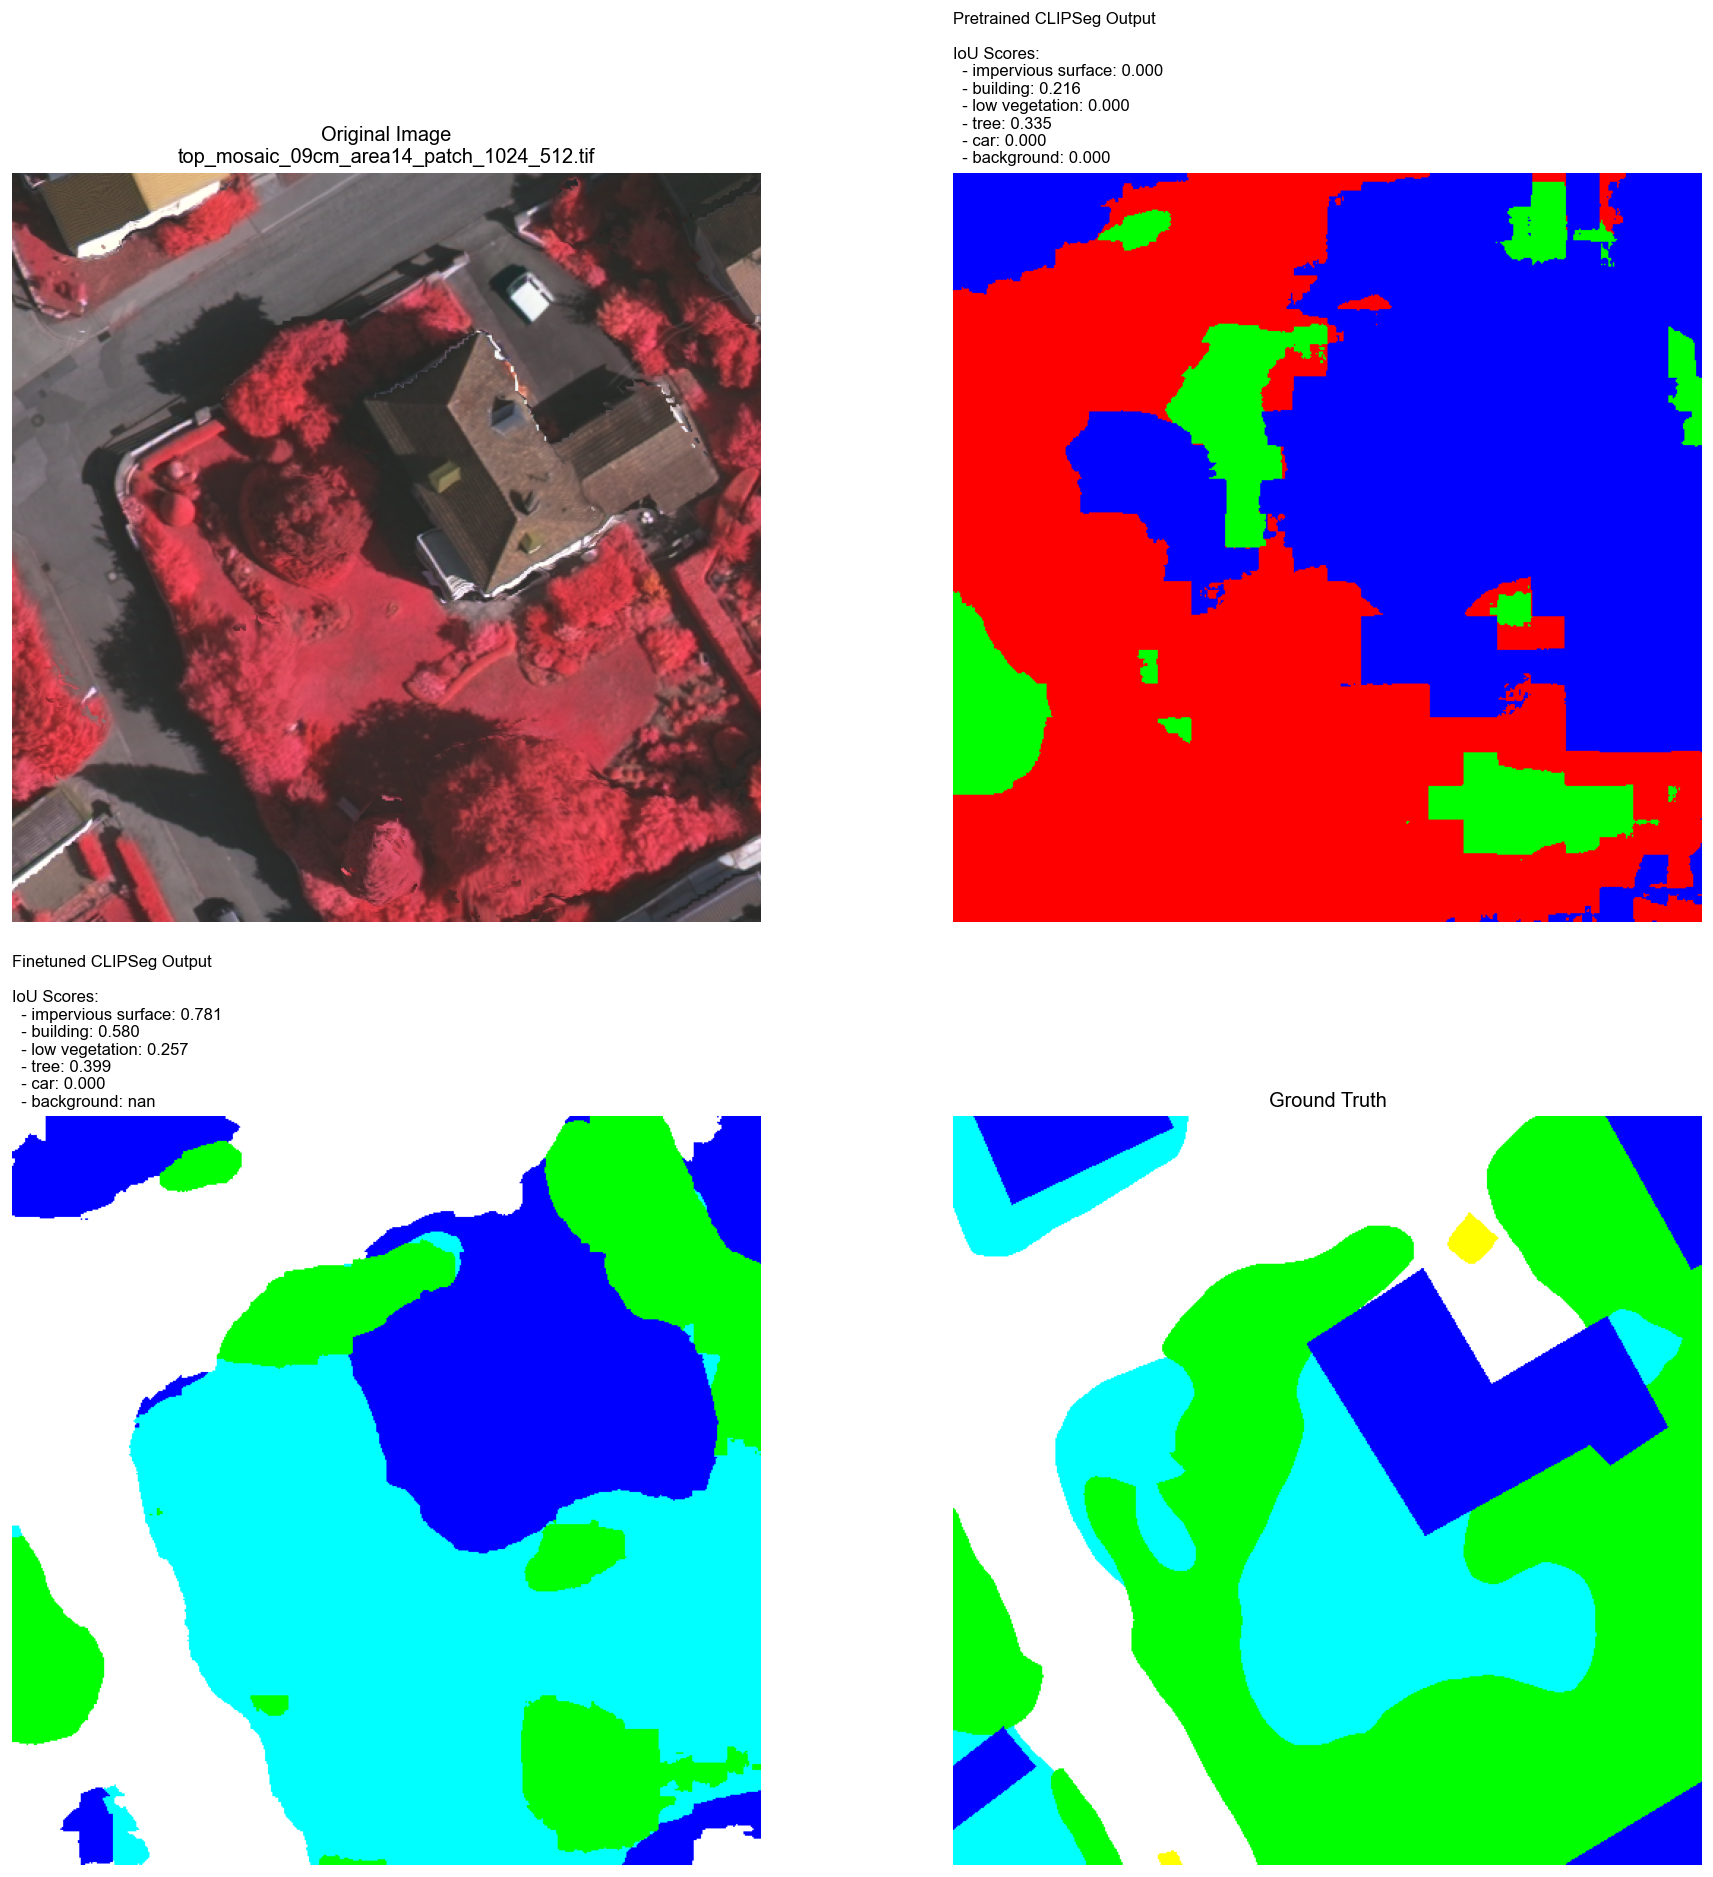 Original Image
top_mosaic_09cm_area14_patch_1024_512.tif
Pretrained CLIPSeg Output
IoU Scores:
- impervious surface: 0.000
- building: 0.216
- low vegetation: 0.000
- tree: 0.335
- car: 0.000
- background: 0.000
Finetuned CLIPSeg Output
IoU Scores:
- impervious surface: 0.781
- building: 0.580
- low vegetation: 0.257
- tree: 0.399
- car: 0.000
- background: nan
Ground Truth